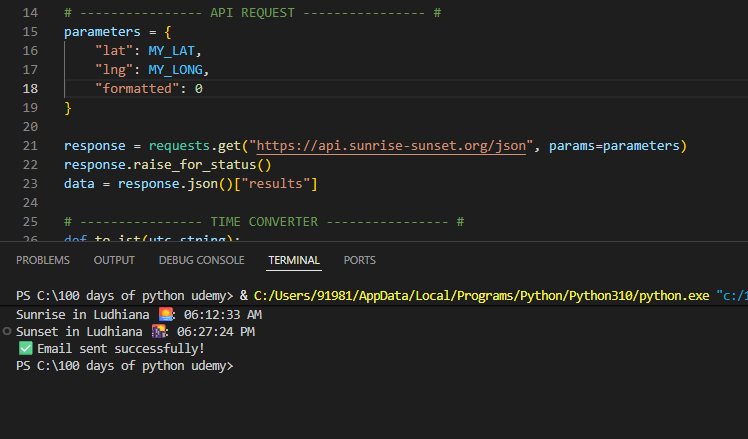 14 # ---------------- API REQUEST ---------------- #
15 parameters = {
16     "lat": MY_LAT,
17     "lng": MY_LONG,
18     "formatted": 0
19 }
20
21 response = requests.get("https://api.sunrise-sunset.org/json", params=parameters)
22 response.raise_for_status()
23 data = response.json()["results"]
24
25 # ---------------- TIME CONVERTER ---------------- #
26 def to_ist(utc_string):
PROBLEMS OUTPUT DEBUG CONSOLE TERMINAL PORTS
PS C:\100 days of python udemy> & C:/Users/91981/AppData/Local/Programs/Python/Python310/python.exe "c:/1
Sunrise in Ludhiana 🌅: 06:12:33 AM
Sunset in Ludhiana 🌇: 06:27:24 PM
✅ Email sent successfully!
PS C:\100 days of python udemy>